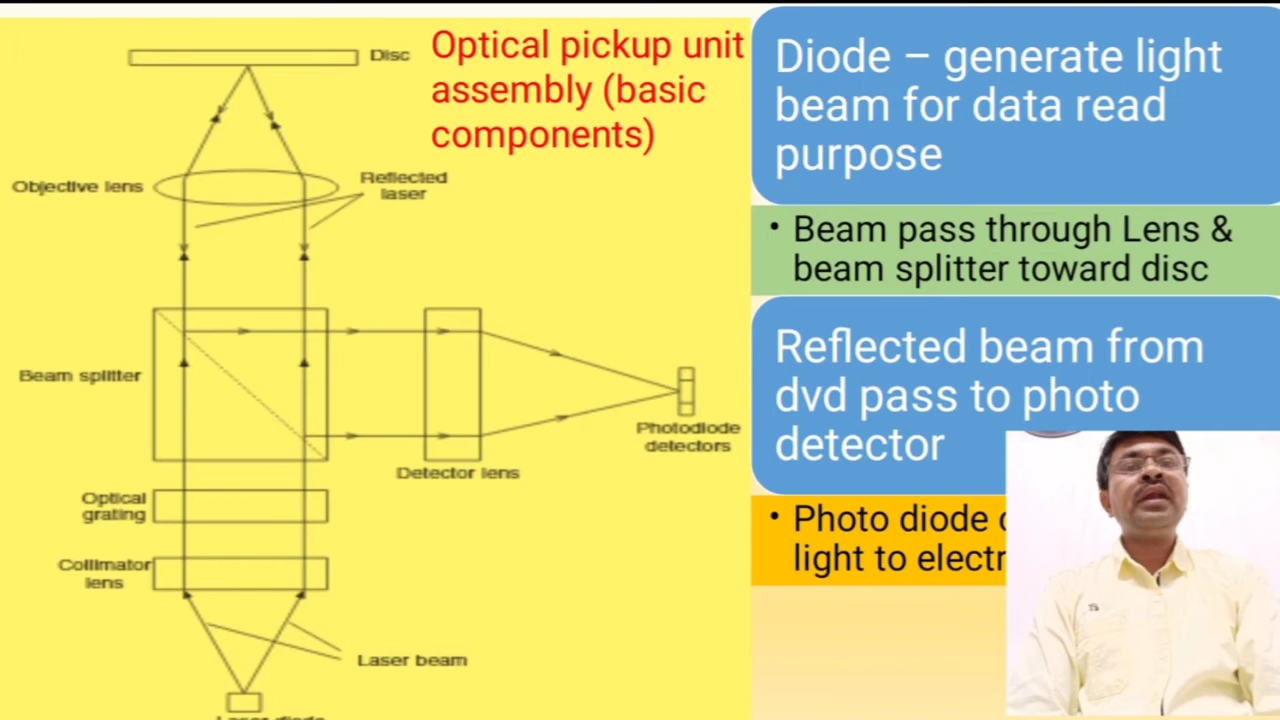 Disc
Optical pickup unit
assembly (basic
components)
Objective lens
Reflected
laser
Beam splitter
Photodiode
detectors
Detector lens
Optical
grating
Collimator
lens
Laser beam
Laser diode
Diode – generate light
beam for data read
purpose
• Beam pass through Lens &
beam splitter toward disc
Reflected beam from
dvd pass to photo
detector
• Photo diode
light to